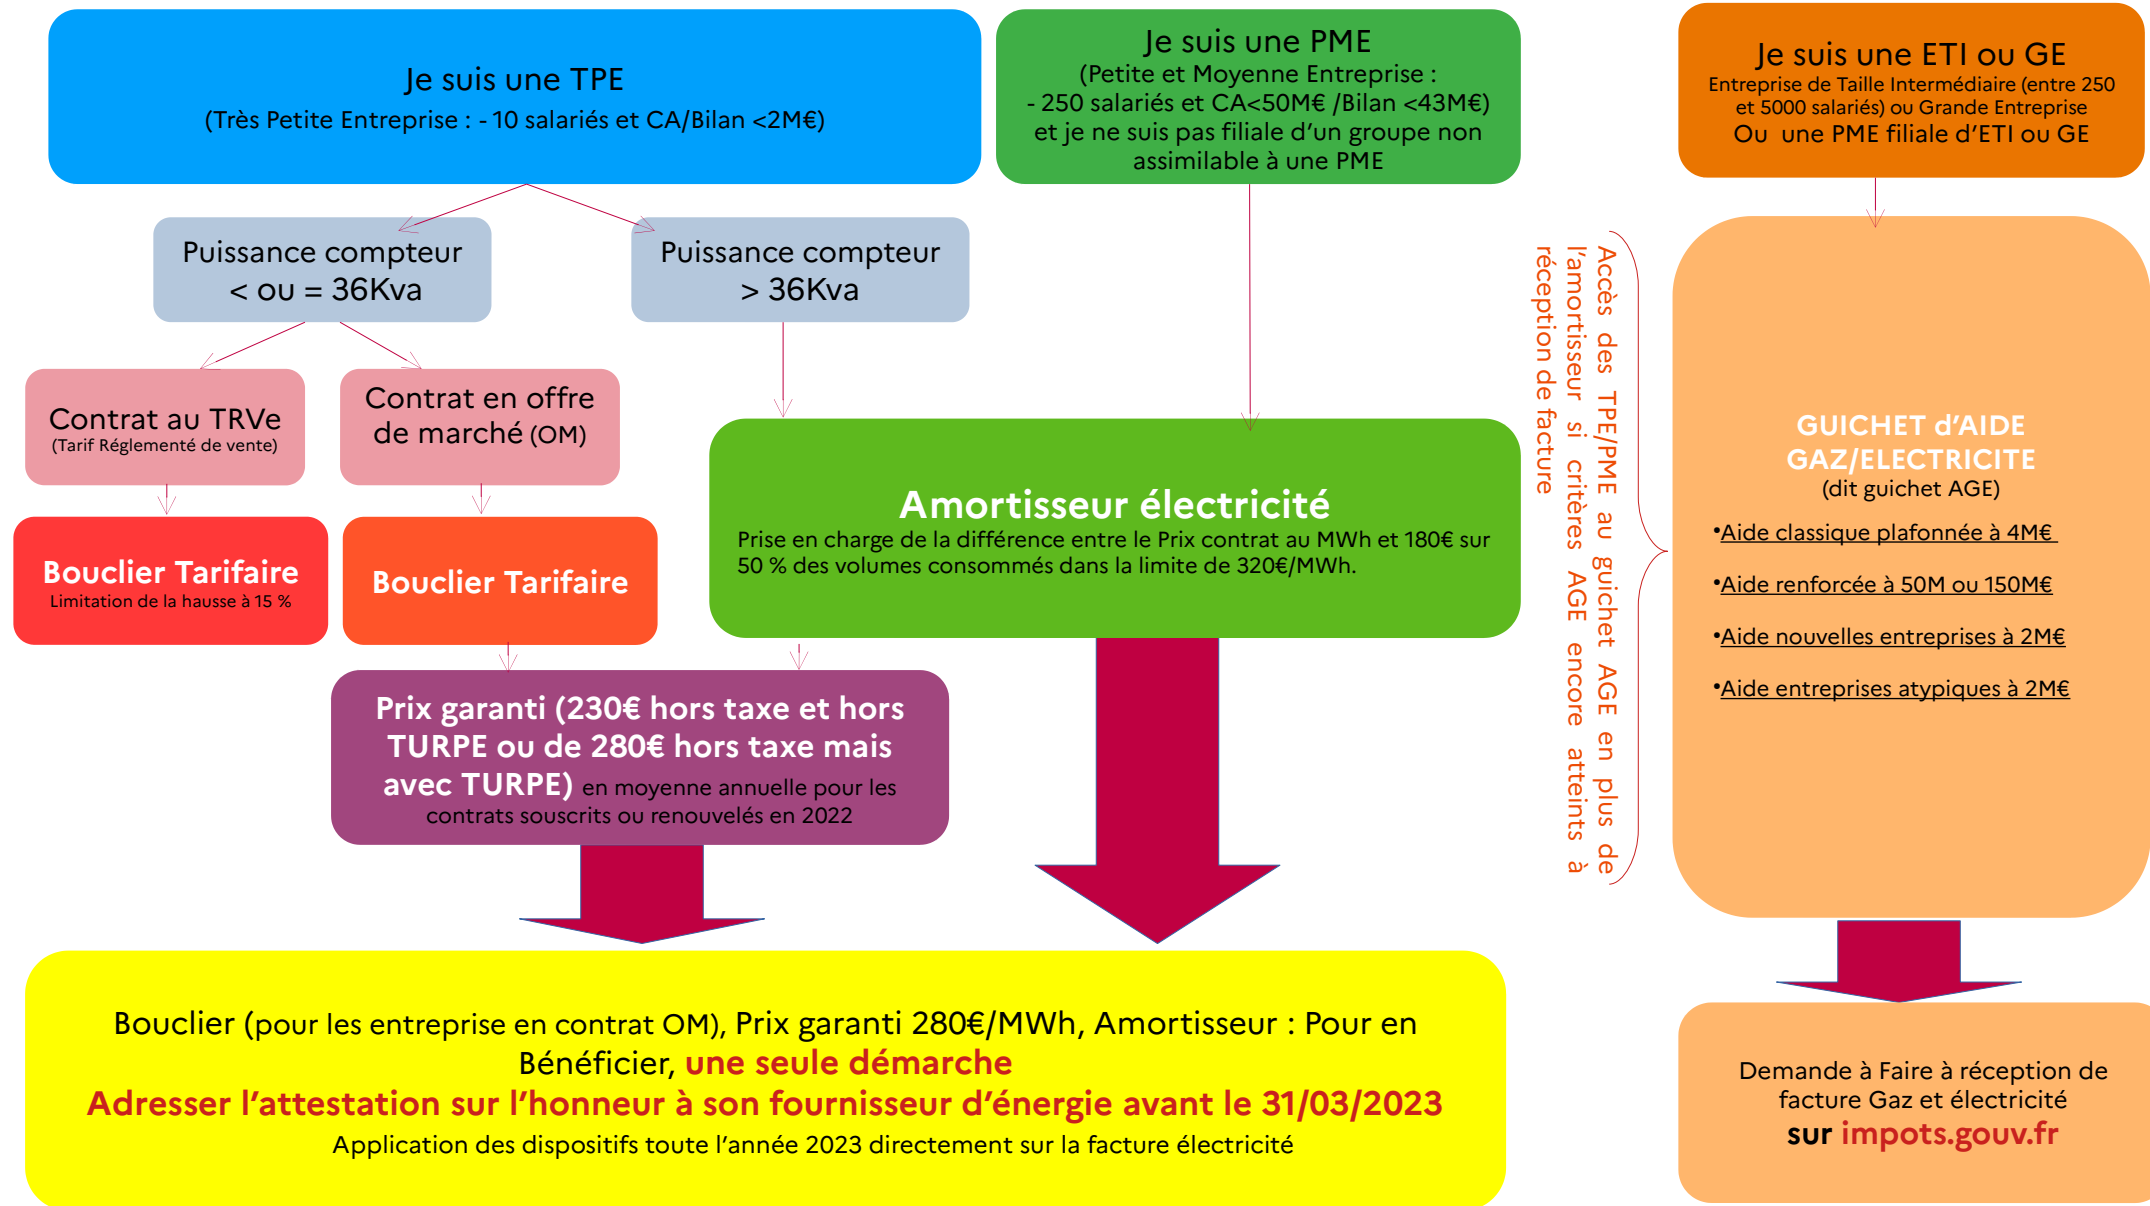 Je suis une TPE
(Très Petite Entreprise : - 10 salariés et CA/Bilan <2M€)
Je suis une PME
(Petite et Moyenne Entreprise :
- 250 salariés et CA<50M€ /Bilan <43M€)
et je ne suis pas filiale d’un groupe non
assimilable à une PME
Je suis une ETI ou GE
Entreprise de Taille Intermédiaire (entre 250
et 5000 salariés) ou Grande Entreprise
Ou une PME filiale d’ETI ou GE
Puissance compteur
< ou = 36Kva
Puissance compteur
> 36Kva
Contrat au TRVe
(Tarif Réglementé de vente)
Contrat en offre
de marché (OM)
Bouclier Tarifaire
Limitation de la hausse à 15 %
Bouclier Tarifaire
Amortisseur électricité
Prise en charge de la différence entre le Prix contrat au MWh et 180€ sur
50 % des volumes consommés dans la limite de 320€/MWh.
Prix garanti (230€ hors taxe et hors
TURPE ou de 280€ hors taxe mais
avec TURPE) en moyenne annuelle pour les
contrats souscrits ou renouvelés en 2022
Accès des TPE/PME au guichet AGE en plus de
l’amortisseur si critères AGE encore atteints à
réception de facture
GUICHET d’AIDE
GAZ/ELECTRICITE
(dit guichet AGE)
•Aide classique plafonnée à 4M€
•Aide renforcée à 50M ou 150M€
•Aide nouvelles entreprises à 2M€
•Aide entreprises atypiques à 2M€
Bouclier (pour les entreprise en contrat OM), Prix garanti 280€/MWh, Amortisseur : Pour en
Bénéficier, une seule démarche
Adresser l’attestation sur l’honneur à son fournisseur d’énergie avant le 31/03/2023
Application des dispositifs toute l’année 2023 directement sur la facture électricité
Demande à Faire à réception de
facture Gaz et électricité
sur impots.gouv.fr